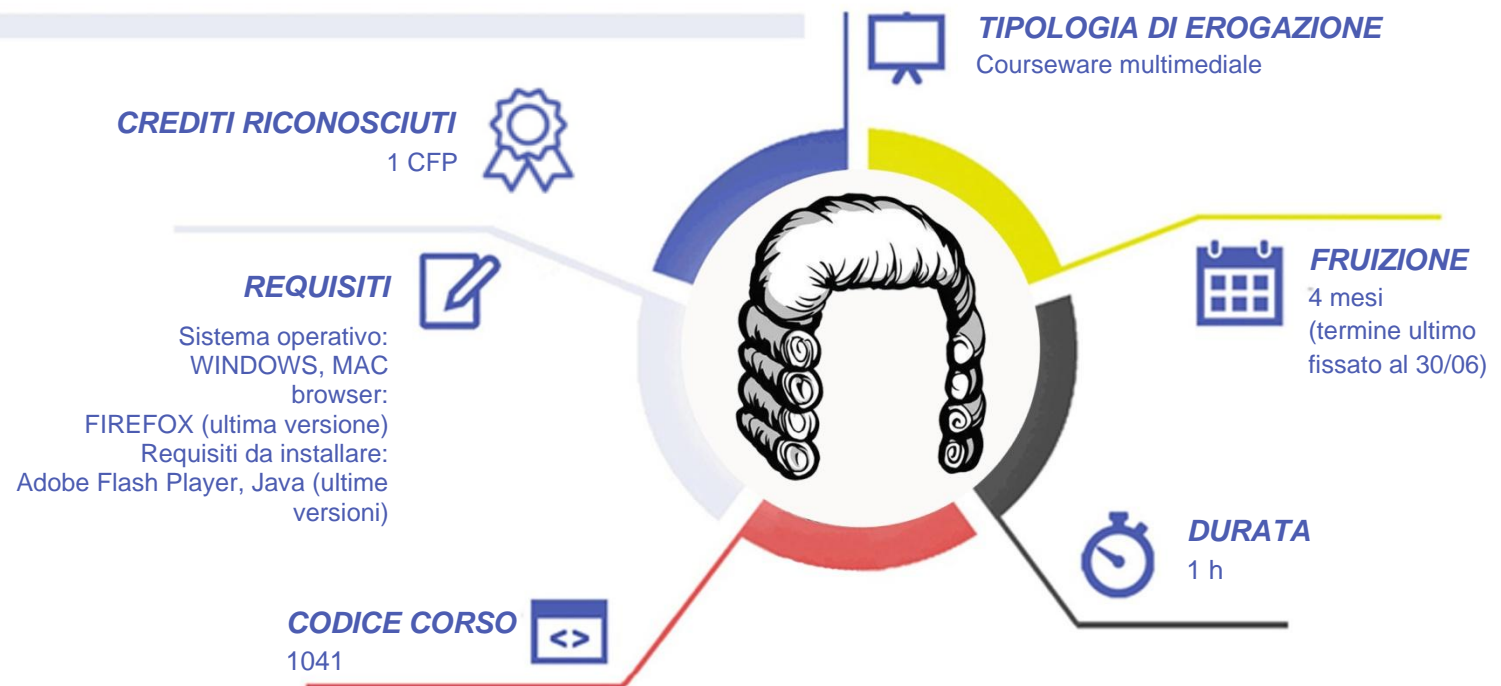 TIPOLOGIA DI EROGAZIONE
Courseware multimediale
CREDITI RICONOSCIUTI
1 CFP
REQUISITI
Sistema operativo:
WINDOWS, MAC
browser:
FIREFOX (ultima versione)
Requisiti da installare:
Adobe Flash Player, Java (ultime
versioni)
FRUIZIONE
4 mesi
(termine ultimo
fissato al 30/06)
DURATA
1 h
CODICE CORSO
1041